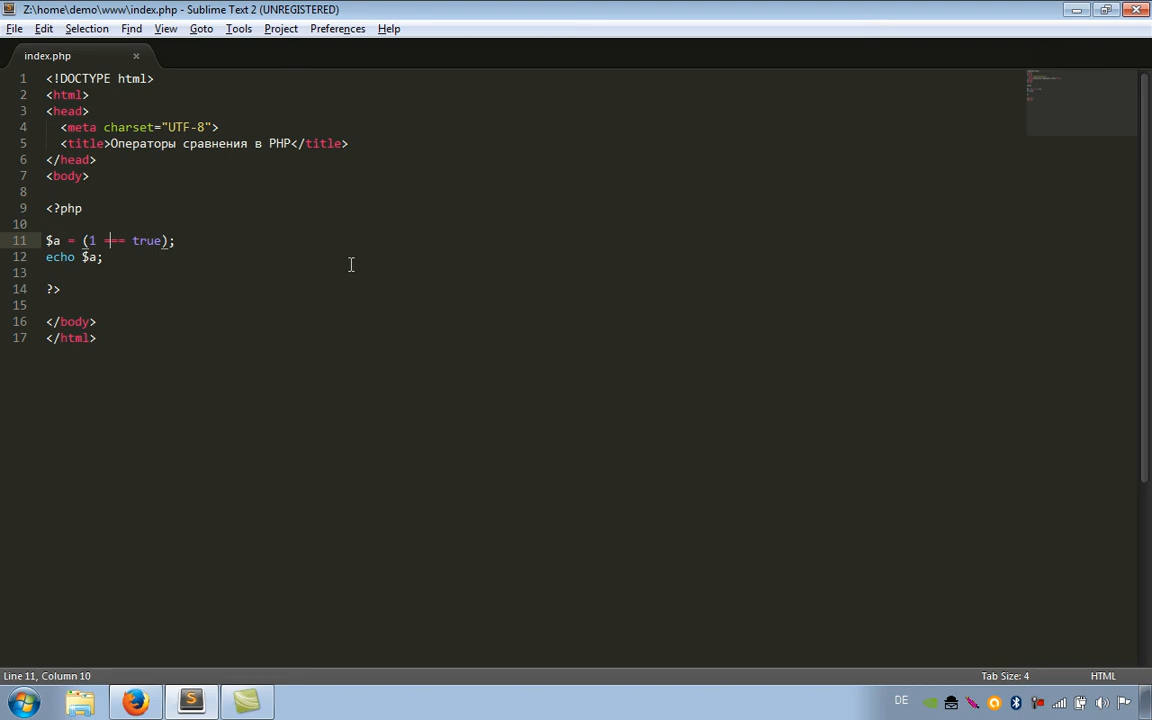 Z:\home\demo\www\index.php - Sublime Text 2 (UNREGISTERED)
File Edit Selection Find View Goto Tools Project Preferences Help
index.php ×
1 <!DOCTYPE html>
2 <html>
3 <head>
4 <meta charset="UTF-8">
5 <title>Операторы сравнения в PHP</title>
6 </head>
7 <body>
8
9 <?php
10
11 $a = (1 === true);
12 echo $a;
13
14 ?>
15
16 </body>
17 </html>
Line 11, Column 10 Tab Size: 4 HTML
DE